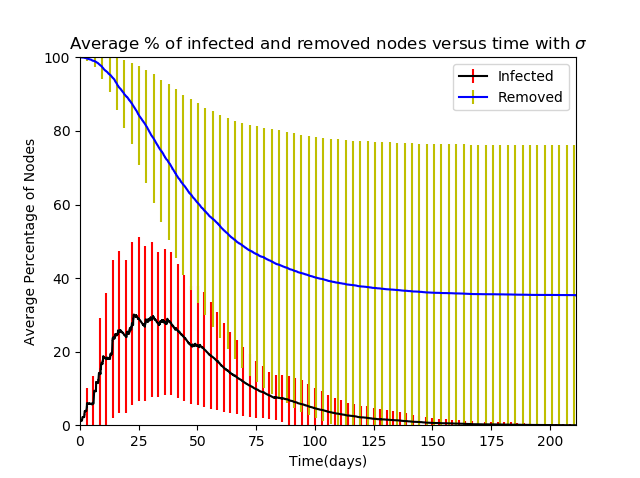 Average % of infected and removed nodes versus time with σ
Infected
Removed
Average Percentage of Nodes
100
80
60
40
20
0
0 25 50 75 100 125 150 175 200
Time(days)